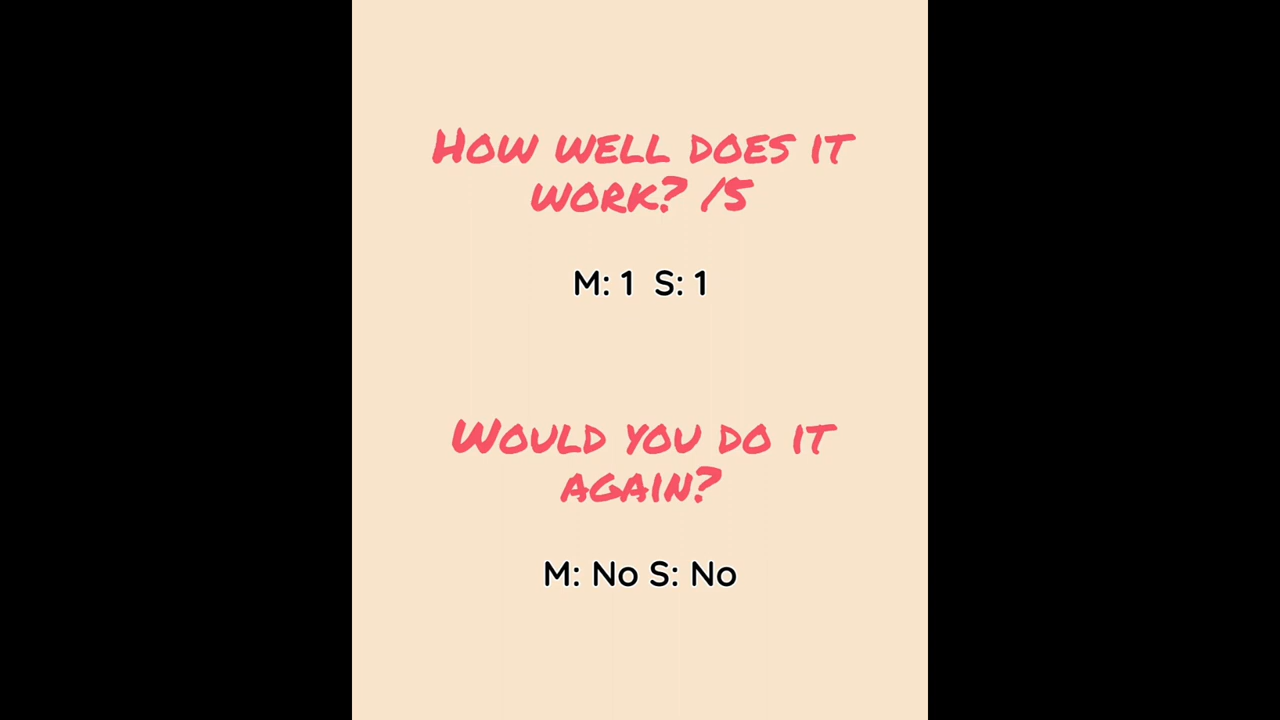 How well does it
work? /5
M: 1 S: 1
Would you do it
again?
M: No S: No